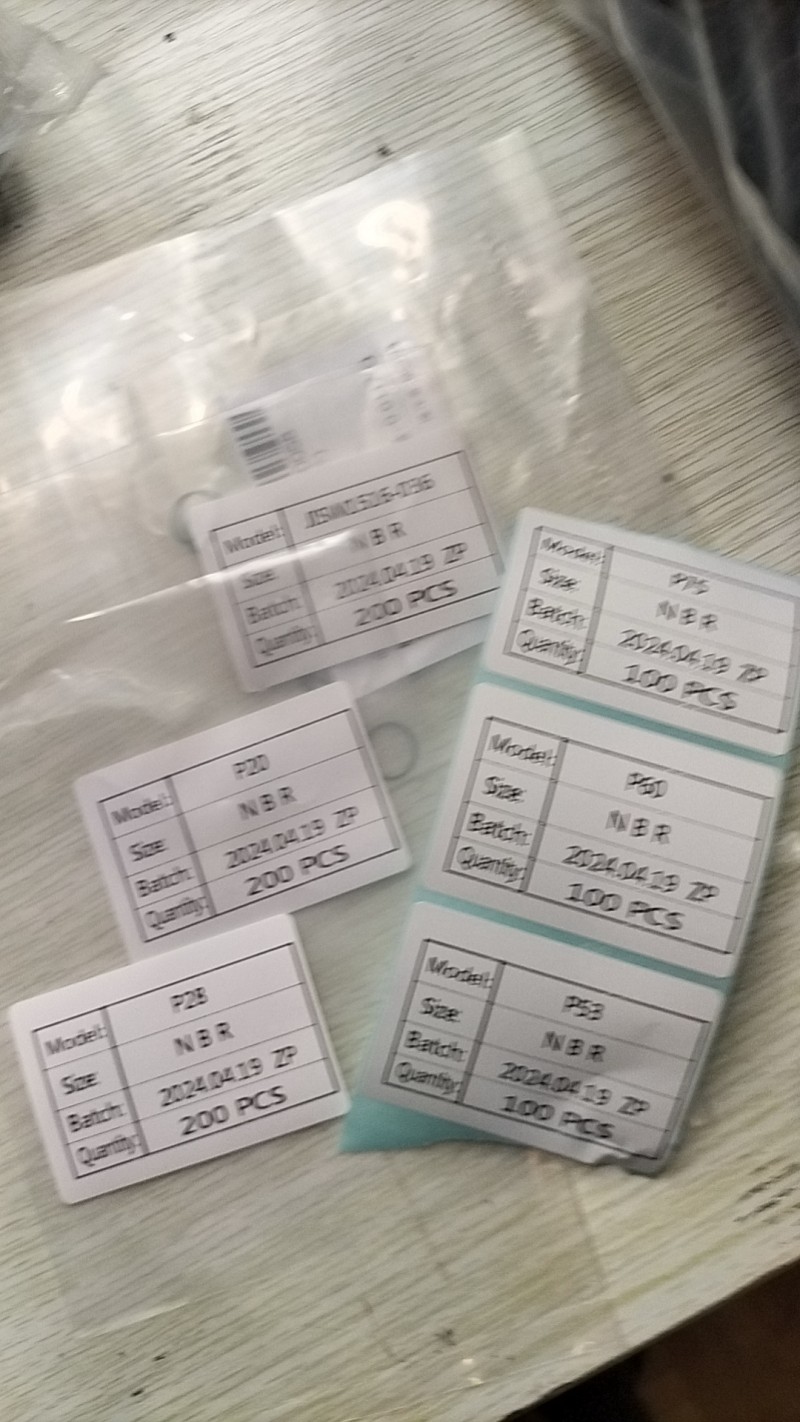 Model:
Size: NBR
Batch: 2024.04.19 ZP
Quantity: 200 PCS
Model: P20
Size: NBR
Batch: 2024.04.19 ZP
Quantity: 200 PCS
Model: P28
Size: NBR
Batch: 2024.04.19 ZP
Quantity: 200 PCS
Model:
Size: NBR
Batch: 2024.04.19 ZP
Quantity: 100 PCS
Model: P60
Size: NBR
Batch: 2024.04.19 ZP
Quantity: 100 PCS
Model: P53
Size: NBR
Batch: 2024.04.19 ZP
Quantity: 100 PCS